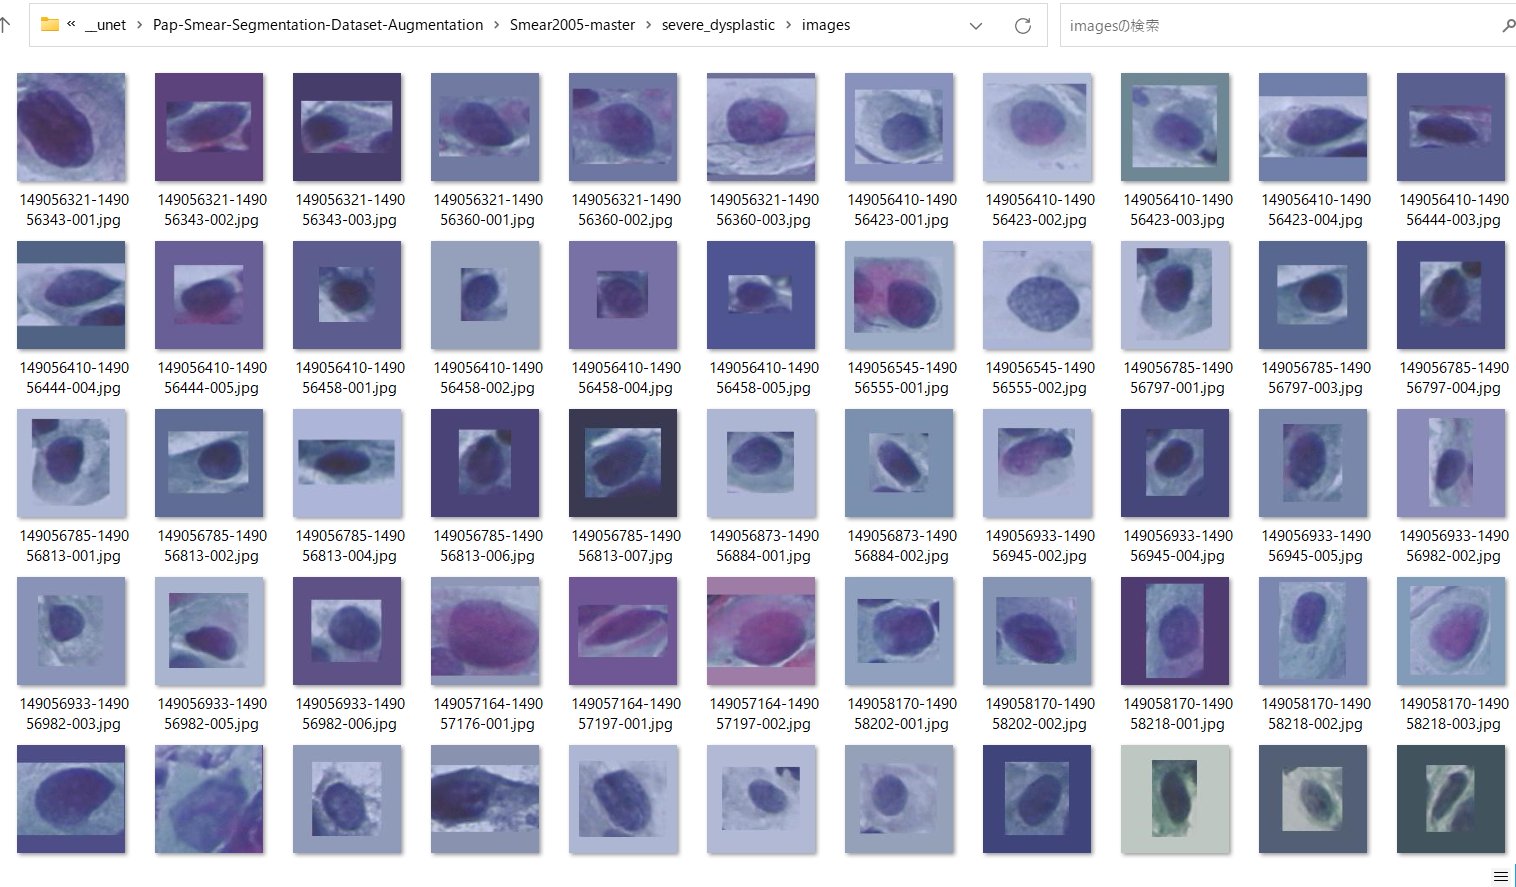 « __unet > Pap-Smear-Segmentation-Dataset-Augmentation > Smear2005-master > severe_dysplastic > images
imagesの検索
149056321-149056343-001.jpg
149056321-149056343-002.jpg
149056321-149056343-003.jpg
149056321-149056360-001.jpg
149056321-149056360-002.jpg
149056321-149056360-003.jpg
149056410-149056423-001.jpg
149056410-149056423-002.jpg
149056410-149056423-003.jpg
149056410-149056423-004.jpg
149056410-149056444-003.jpg
149056410-149056444-004.jpg
149056410-149056444-005.jpg
149056410-149056458-001.jpg
149056410-149056458-002.jpg
149056410-149056458-004.jpg
149056410-149056458-005.jpg
149056545-149056555-001.jpg
149056545-149056555-002.jpg
149056785-149056797-001.jpg
149056785-149056797-003.jpg
149056785-149056797-004.jpg
149056785-149056813-001.jpg
149056785-149056813-002.jpg
149056785-149056813-004.jpg
149056785-149056813-006.jpg
149056785-149056813-007.jpg
149056873-149056884-001.jpg
149056873-149056884-002.jpg
149056933-149056945-002.jpg
149056933-149056945-004.jpg
149056933-149056945-005.jpg
149056933-149056982-002.jpg
149056933-149056982-003.jpg
149056933-149056982-005.jpg
149056933-149056982-006.jpg
149057164-149057176-001.jpg
149057164-149057197-001.jpg
149057164-149057197-002.jpg
149058170-149058202-001.jpg
149058170-149058202-002.jpg
149058170-149058218-001.jpg
149058170-149058218-002.jpg
149058170-149058218-003.jpg